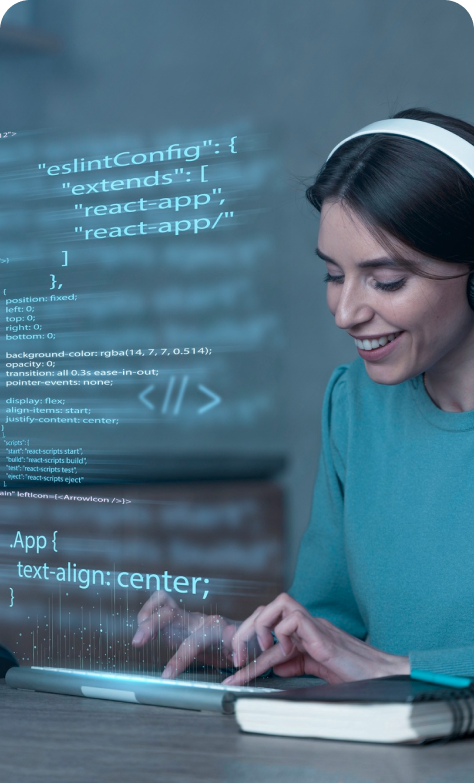 12">
"eslintConfig": {
"extends": [
"react-app",
"react-app/"
]
},
{
position: fixed;
left: 0;
top: 0;
right: 0;
bottom: 0;
background-color: rgba(14, 7, 7, 0.514);
opacity: 0;
transition: all 0.3s ease-in-out;
pointer-events: none;
display: flex;
align-items: start;
justify-content: center;
}
"scripts": {
"start": "react-scripts start",
"build": "react-scripts build",
"test": "react-scripts test",
"eject": "react-scripts eject"
leftIcon={<ArrowIcon />}>
<//>
.App {
text-align: center;
}